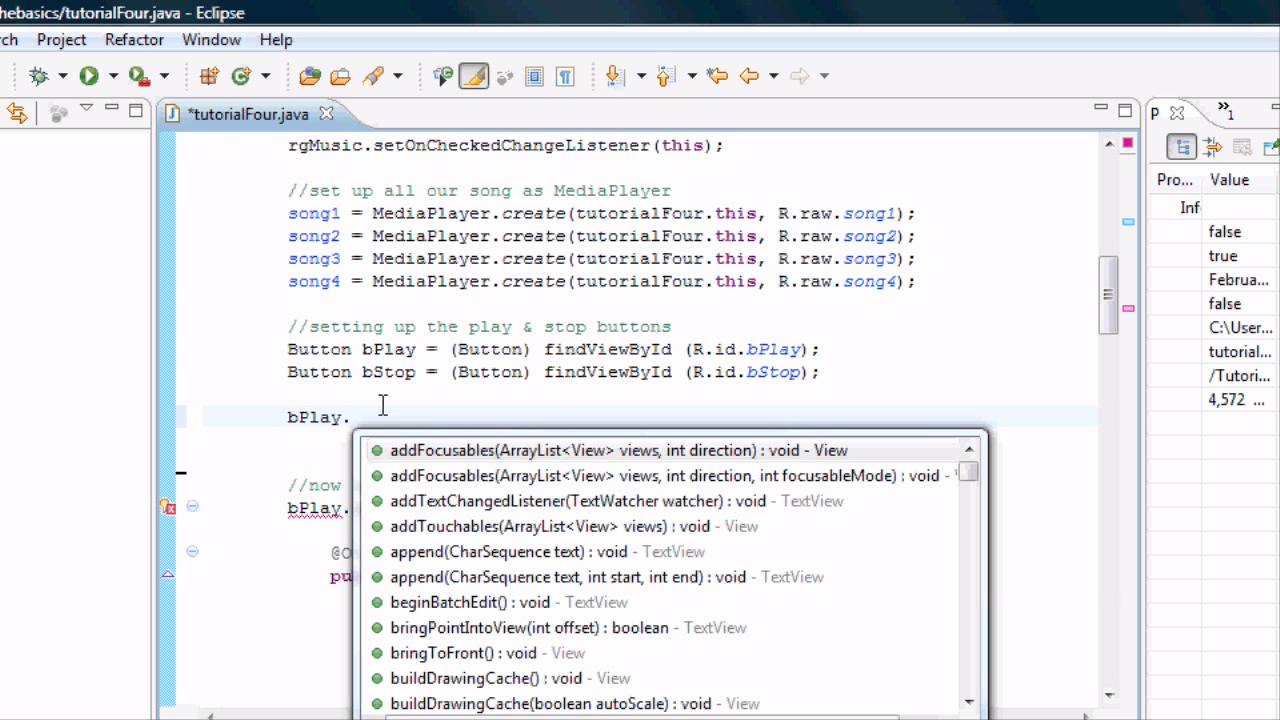 hebasics/tutorialFour.java - Eclipse
rch Project Refactor Window Help
*tutorialFour.java
P
»1
rgMusic.setOnCheckedChangeListener(this);
//set up all our song as MediaPlayer
song1 = MediaPlayer.create(tutorialFour.this, R.raw.song1);
song2 = MediaPlayer.create(tutorialFour.this, R.raw.song2);
song3 = MediaPlayer.create(tutorialFour.this, R.raw.song3);
song4 = MediaPlayer.create(tutorialFour.this, R.raw.song4);
//setting up the play & stop buttons
Button bPlay = (Button) findViewById (R.id.bPlay);
Button bStop = (Button) findViewById (R.id.bStop);
bPlay.
//now
bPlay.
@O
pu
addFocusables(ArrayList<View> views, int direction) : void - View
addFocusables(ArrayList<View> views, int direction, int focusableMode) : void -
addTextChangedListener(TextWatcher watcher) : void - TextView
addTouchables(ArrayList<View> views) : void - View
append(CharSequence text) : void - TextView
append(CharSequence text, int start, int end) : void - TextView
beginBatchEdit() : void - TextView
bringPointIntoView(int offset) : boolean - TextView
bringToFront() : void - View
buildDrawingCache() : void - View
buildDrawingCache(boolean autoScale) : void - View
Pro... Value
Inf
false
true
Februa...
false
C:\User...
tutorial...
/Tutori...
4,572 ...